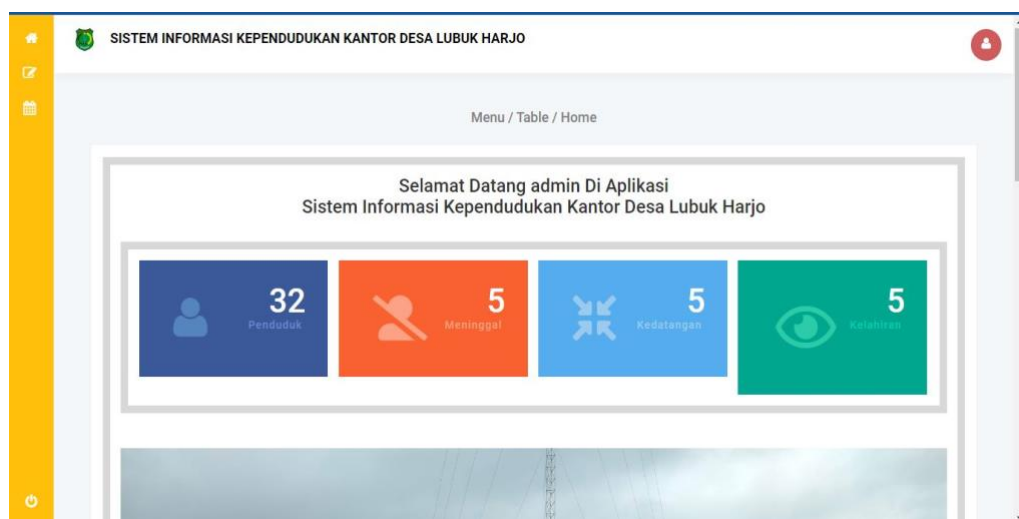 SISTEM INFORMASI KEPENDUDUKAN KANTOR DESA LUBUK HARJO
Menu / Table / Home
Selamat Datang admin Di Aplikasi
Sistem Informasi Kependudukan Kantor Desa Lubuk Harjo
32
Penduduk
5
Meninggal
5
Kedatangan
5
Kelahiran